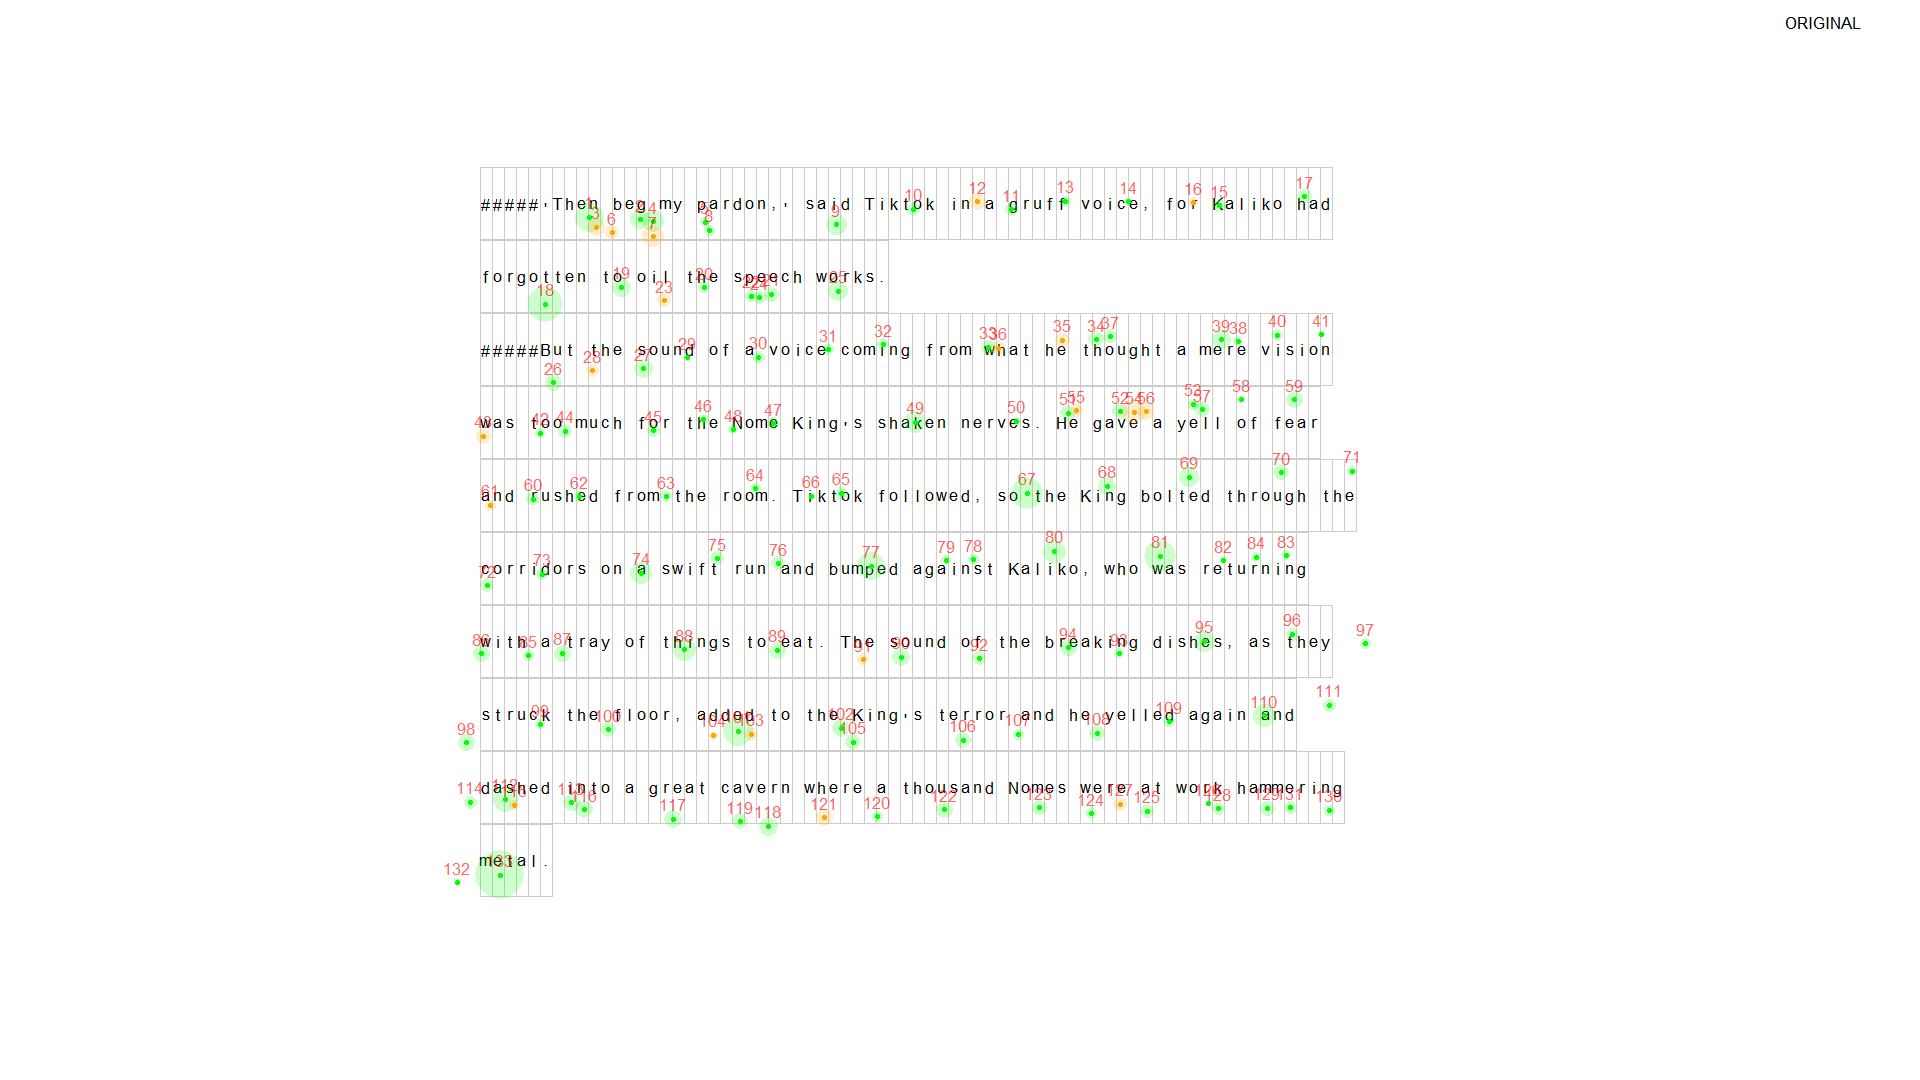 ORIGINAL
#####'Then beg my pardon,' said Tiktok in a gruff voice, for Kaliko had
forgotten to oil the speech works.
#####But the sound of a voice coming from what he thought a mere vision
was too much for the Nome King's shaken nerves. He gave a yell of fear
and rushed from the room. Tiktok followed, so the King bolted through the
corridors on a swift run and bumped against Kaliko, who was returning
with a tray of things to eat. The sound of the breaking dishes, as they
struck the floor, added to the King's terror and he yelled again and
dashed into a great cavern where a thousand Nomes were at work hammering
metal.